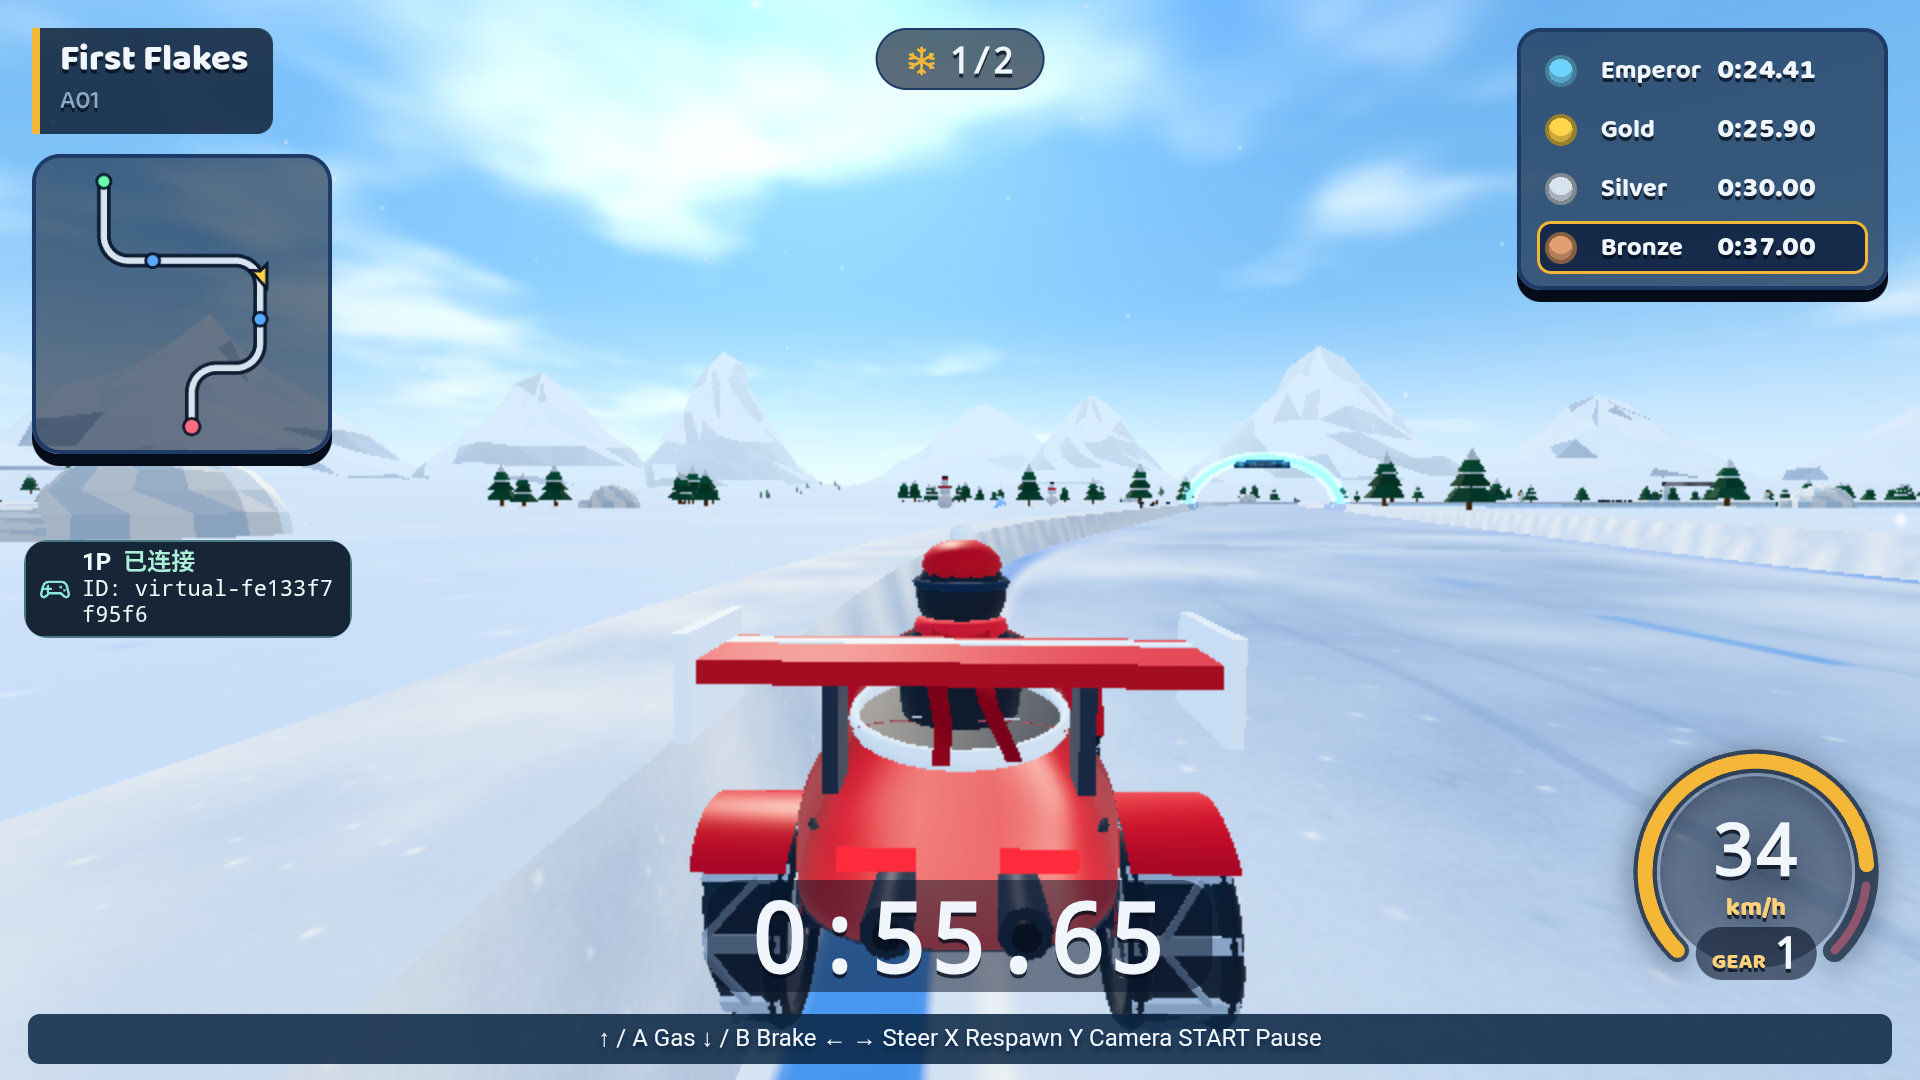 First Flakes
A01
1/2
Emperor 0:24.41
Gold 0:25.90
Silver 0:30.00
Bronze 0:37.00
1P 已连接
ID: virtual-fe133f7
f95f6
34
km/h
GEAR 1
0:55.65
↑ / A Gas ↓ / B Brake ← → Steer X Respawn Y Camera START Pause